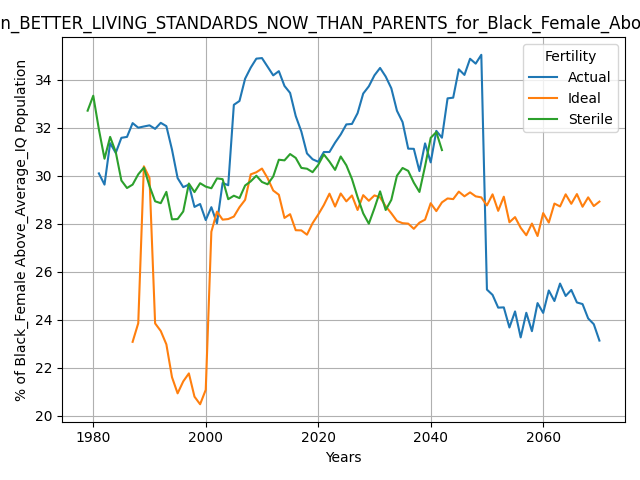 n_BETTER_LIVING_STANDARDS_NOW_THAN_PARENTS_for_Black_Female_Abo
% of Black_Female Above_Average_IQ Population
34
32
30
28
26
24
22
20
1980
2000
2020
2040
2060
Years
Fertility
Actual
Ideal
Sterile